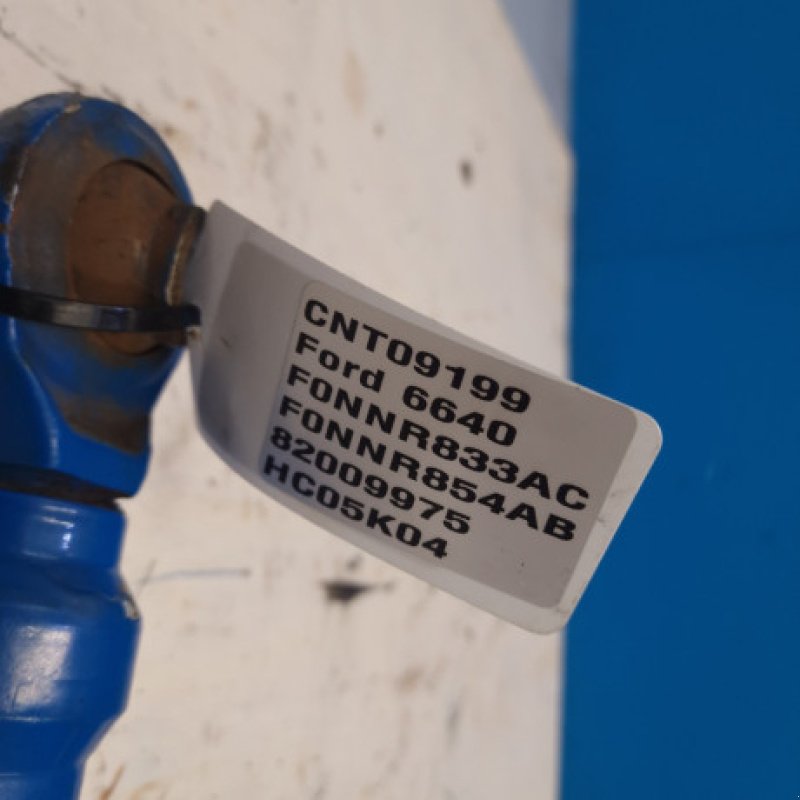 CNT09199
Ford 6640
F0NNR833AC
F0NNR854AB
82009975
HC05K04